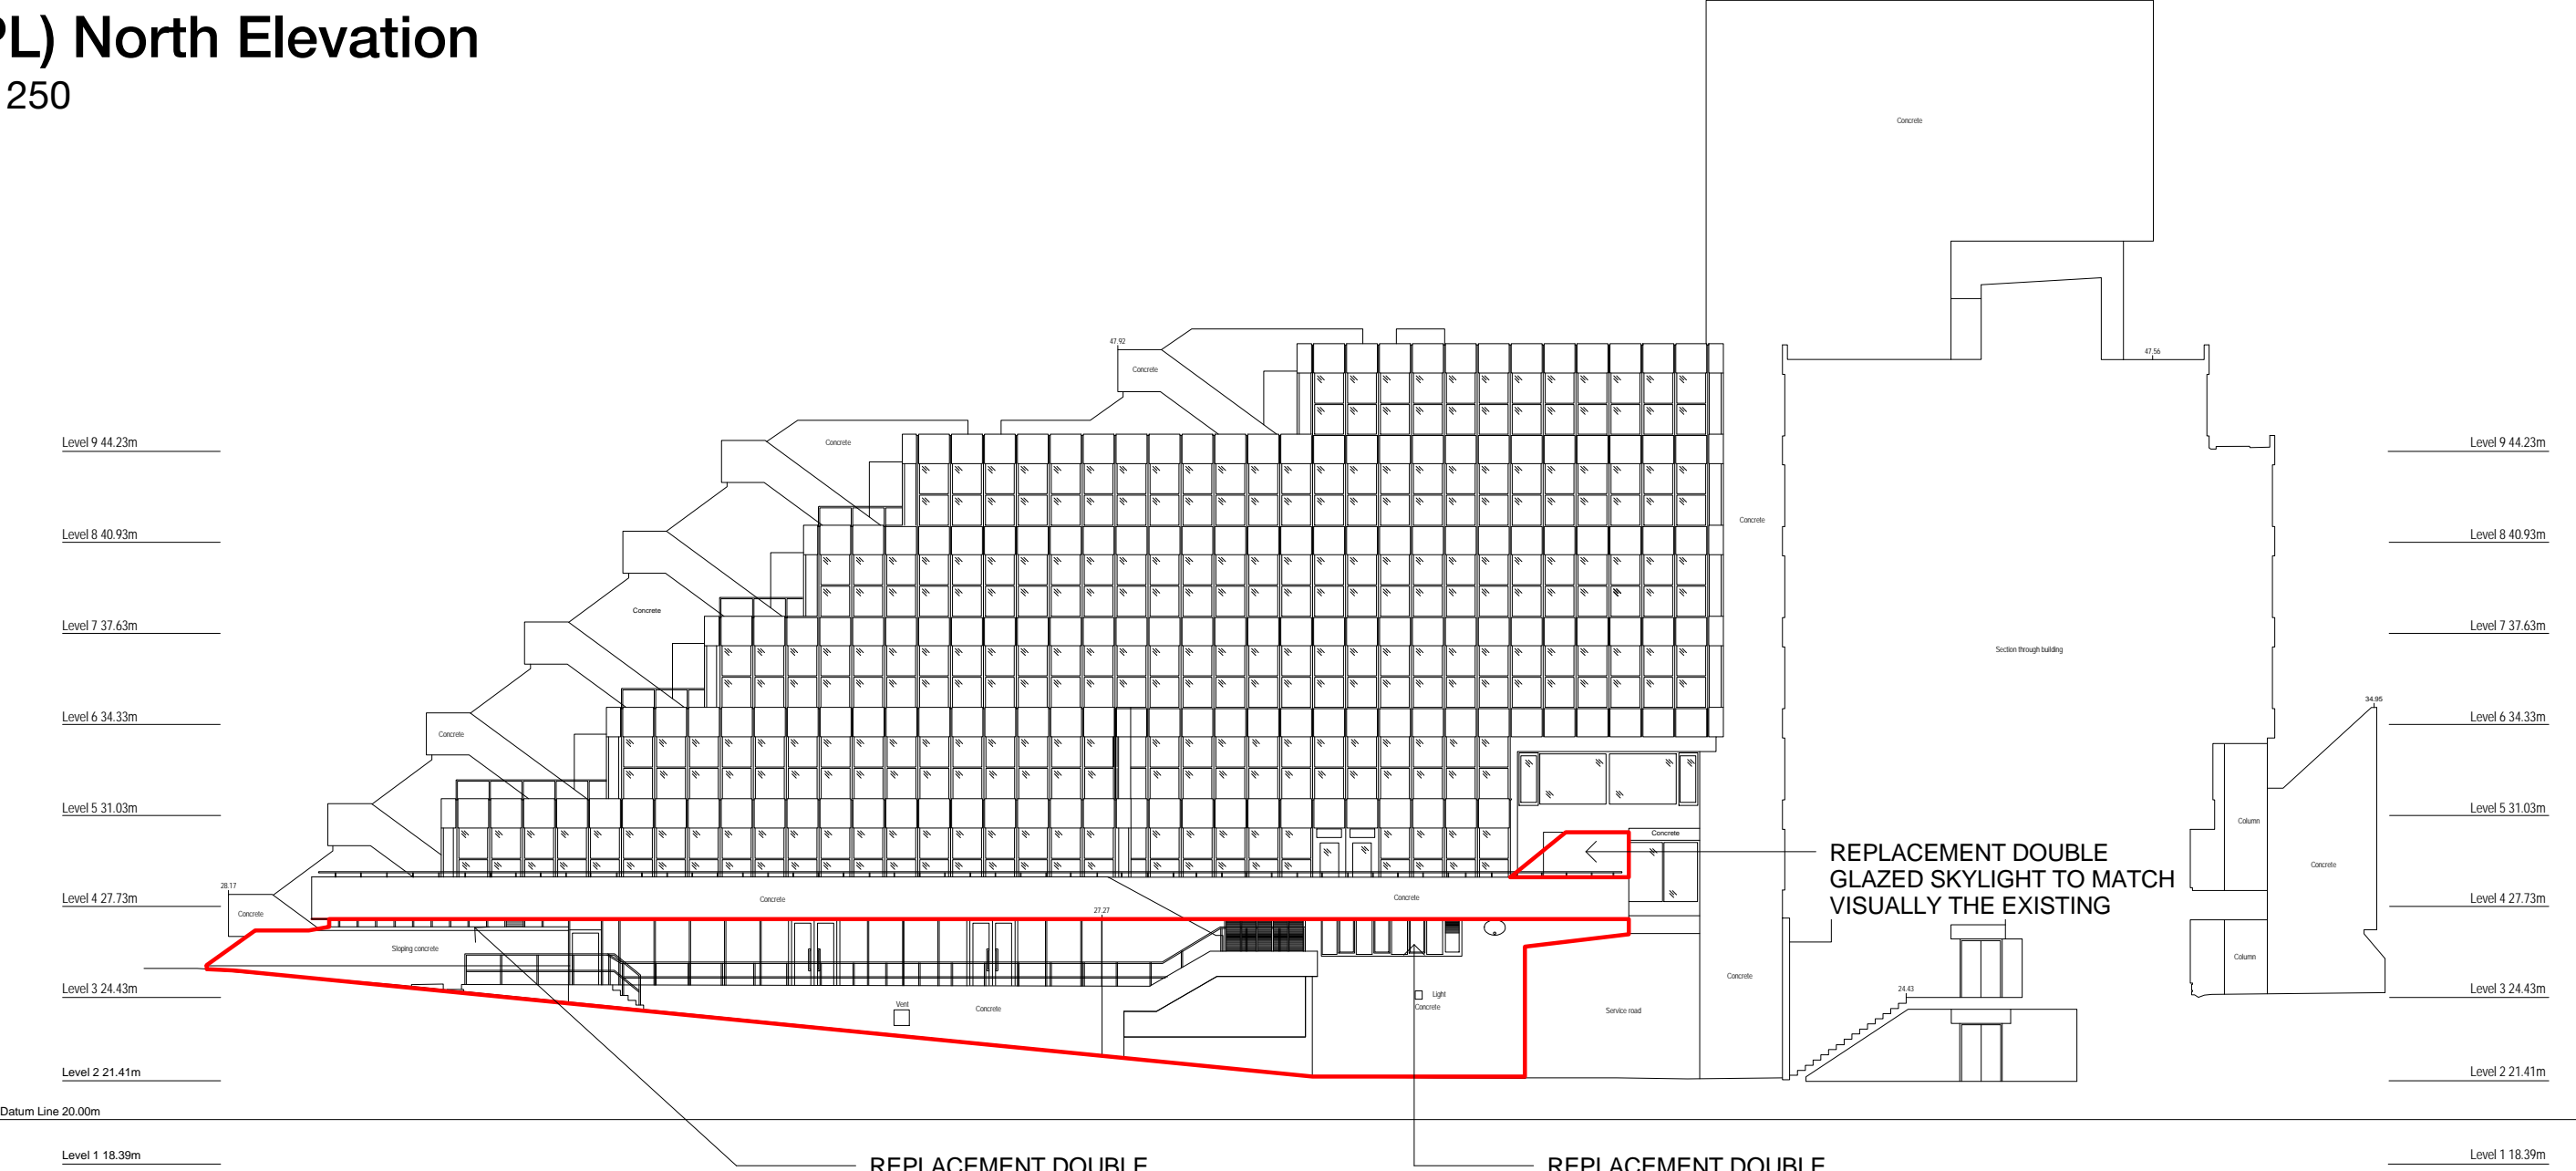 PL) North Elevation
250
Concrete
47.92
Concrete
47.56
Level 9 44.23m
Concrete
Level 9 44.23m
Level 8 40.93m
Concrete
Level 8 40.93m
Concrete
Level 7 37.63m
Level 7 37.63m
Section through building
Level 6 34.33m
Concrete
34.95
Level 6 34.33m
Level 5 31.03m
Level 5 31.03m
Column
Concrete
REPLACEMENT DOUBLE
GLAZED SKYLIGHT TO MATCH
VISUALLY THE EXISTING
Concrete
Level 4 27.73m
28.17
Concrete
Concrete
27.27
Concrete
Level 4 27.73m
Sloping concrete
Column
Concrete
Level 3 24.43m
Vent
Concrete
Light
Concrete
Service road
24.43
Level 3 24.43m
Level 2 21.41m
Level 2 21.41m
Datum Line 20.00m
Level 1 18.39m
Level 1 18.39m
REPLACEMENT DOUBLE
REPLACEMENT DOUBLE